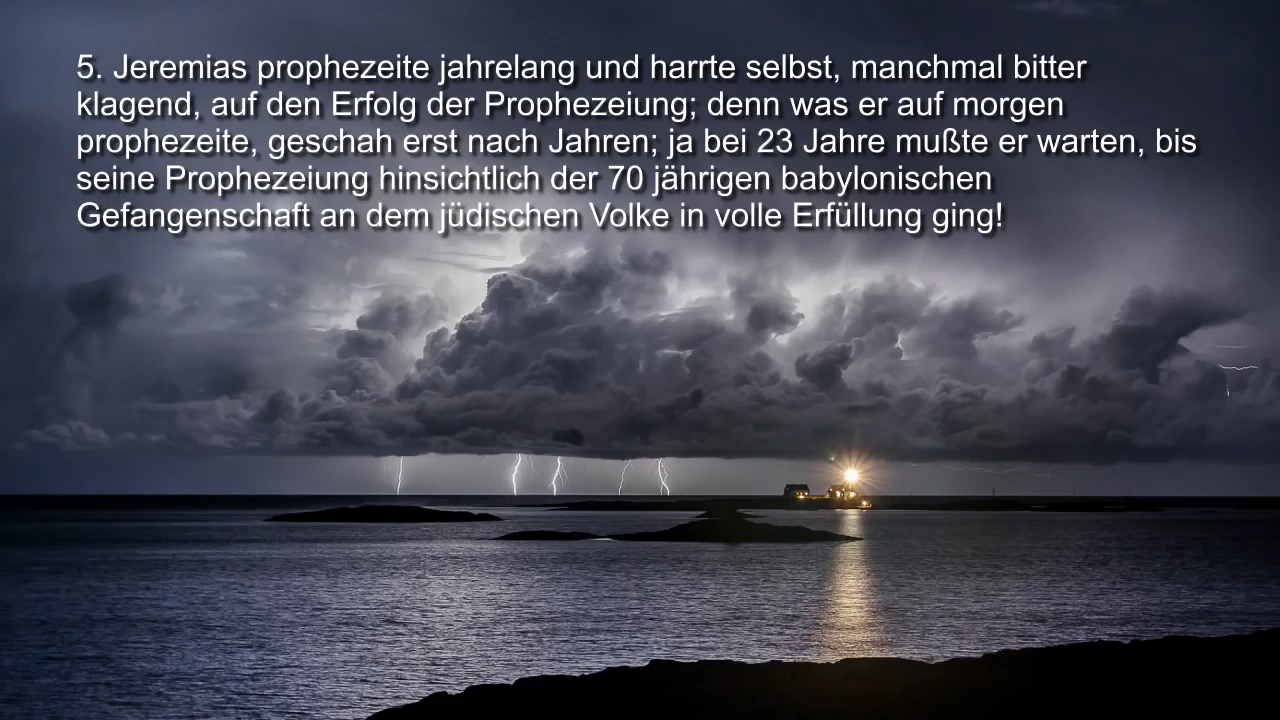 5. Jeremias prophezeite jahrelang und harrte selbst, manchmal bitter
klagend, auf den Erfolg der Prophezeiung; denn was er auf morgen
prophezeite, geschah erst nach Jahren; ja bei 23 Jahre mußte er warten, bis
seine Prophezeiung hinsichtlich der 70 jährigen babylonischen
Gefangenschaft an dem jüdischen Volke in volle Erfüllung ging!